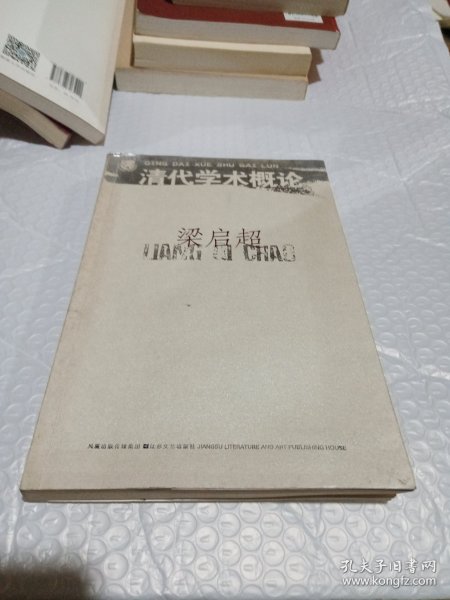 QING DAI XUE SHU GAI LUN
清代学术概论
梁启超
LIANG QI CHAO
凤凰出版传媒集团 江苏文艺出版社 JIANGSU LITERATURE AND ART PUBLISHING HOUSE
孔夫子旧书网
www.kongfz.com